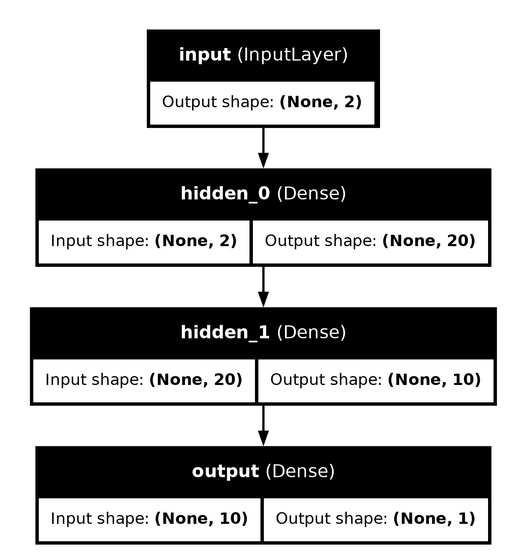 input (InputLayer)
Output shape: (None, 2)
hidden_0 (Dense)
Input shape: (None, 2) Output shape: (None, 20)
hidden_1 (Dense)
Input shape: (None, 20) Output shape: (None, 10)
output (Dense)
Input shape: (None, 10) Output shape: (None, 1)